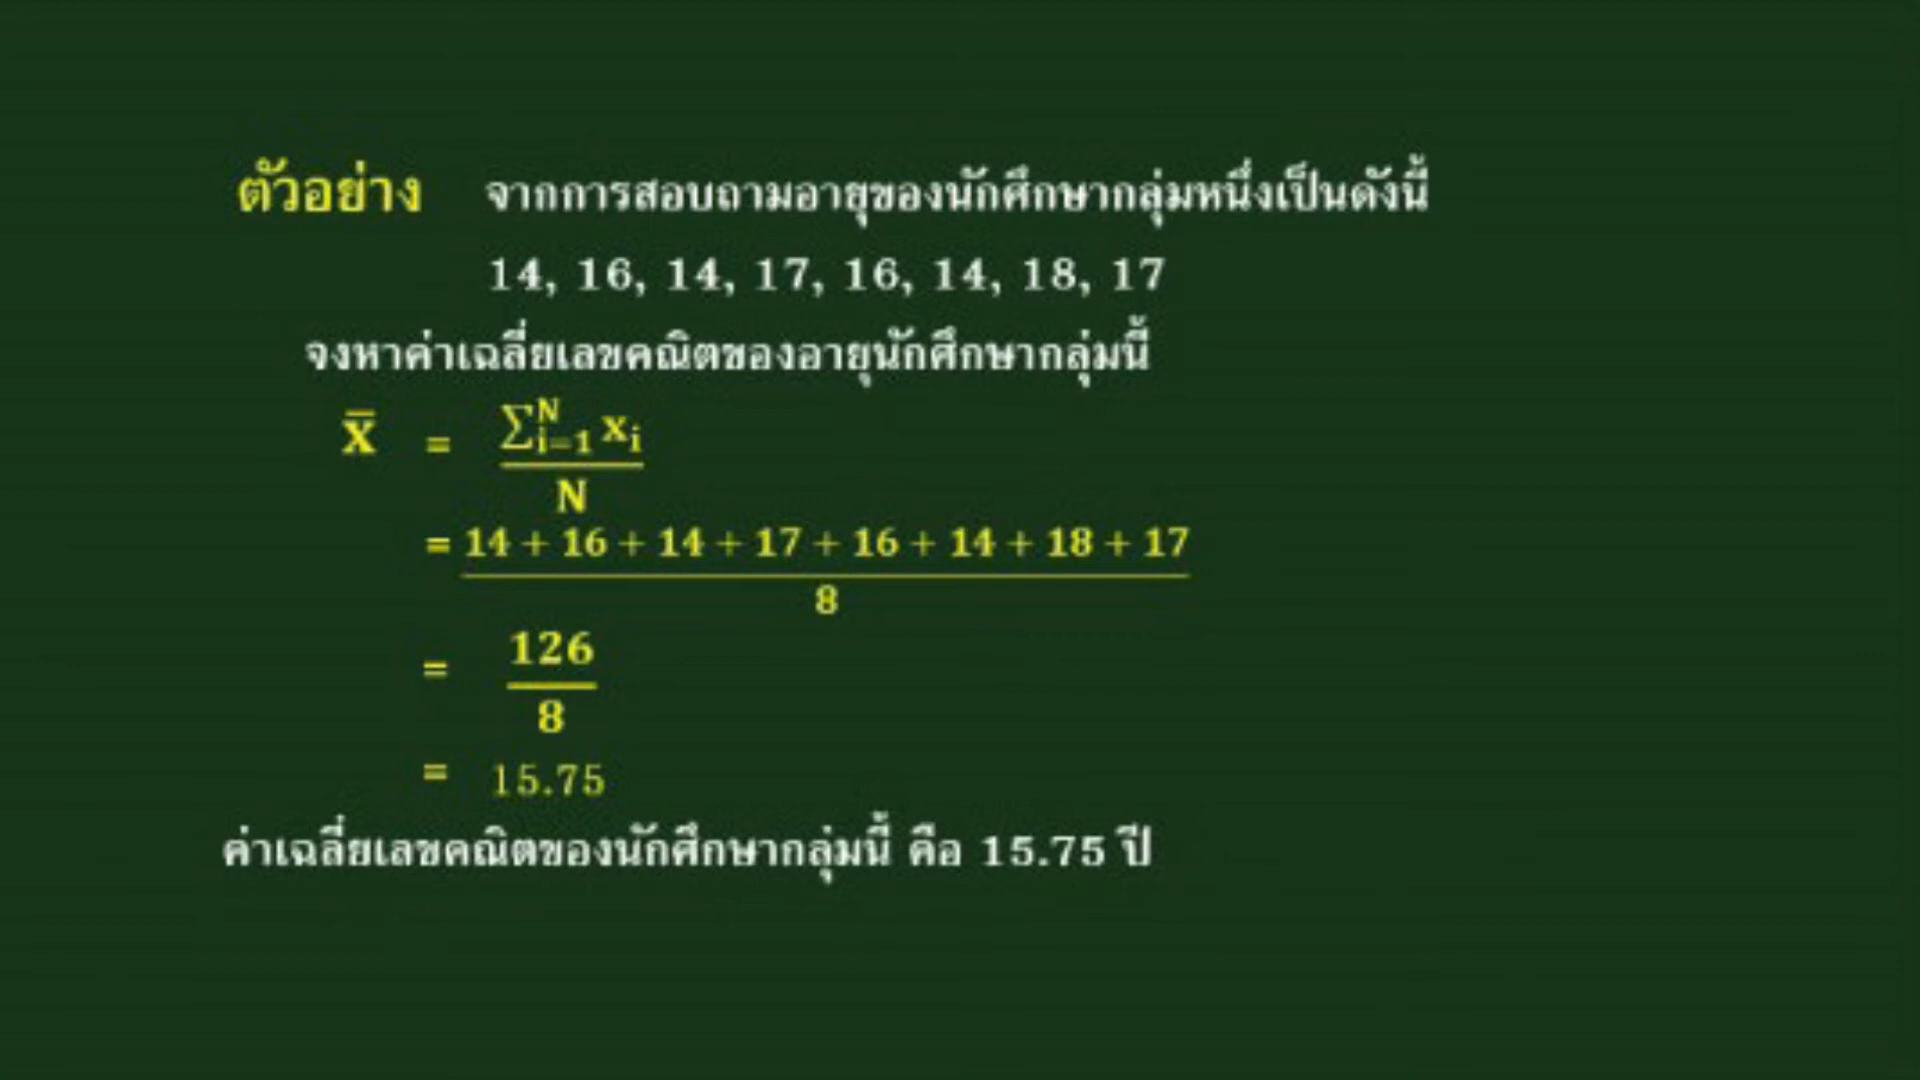 ตัวอย่าง จากการสอบถามอายุของนักศึกษากลุ่มหนึ่งเป็นดังนี้
14, 16, 14, 17, 16, 14, 18, 17
จงหาค่าเฉลี่ยเลขคณิตของอายุนักศึกษากลุ่มนี้
x̿ = ∑ᴺᵢ₌₁ xᵢ
N
= 14 + 16 + 14 + 17 + 16 + 14 + 18 + 17
8
= 126
8
= 15.75
ค่าเฉลี่ยเลขคณิตของนักศึกษากลุ่มนี้ คือ 15.75 ปี